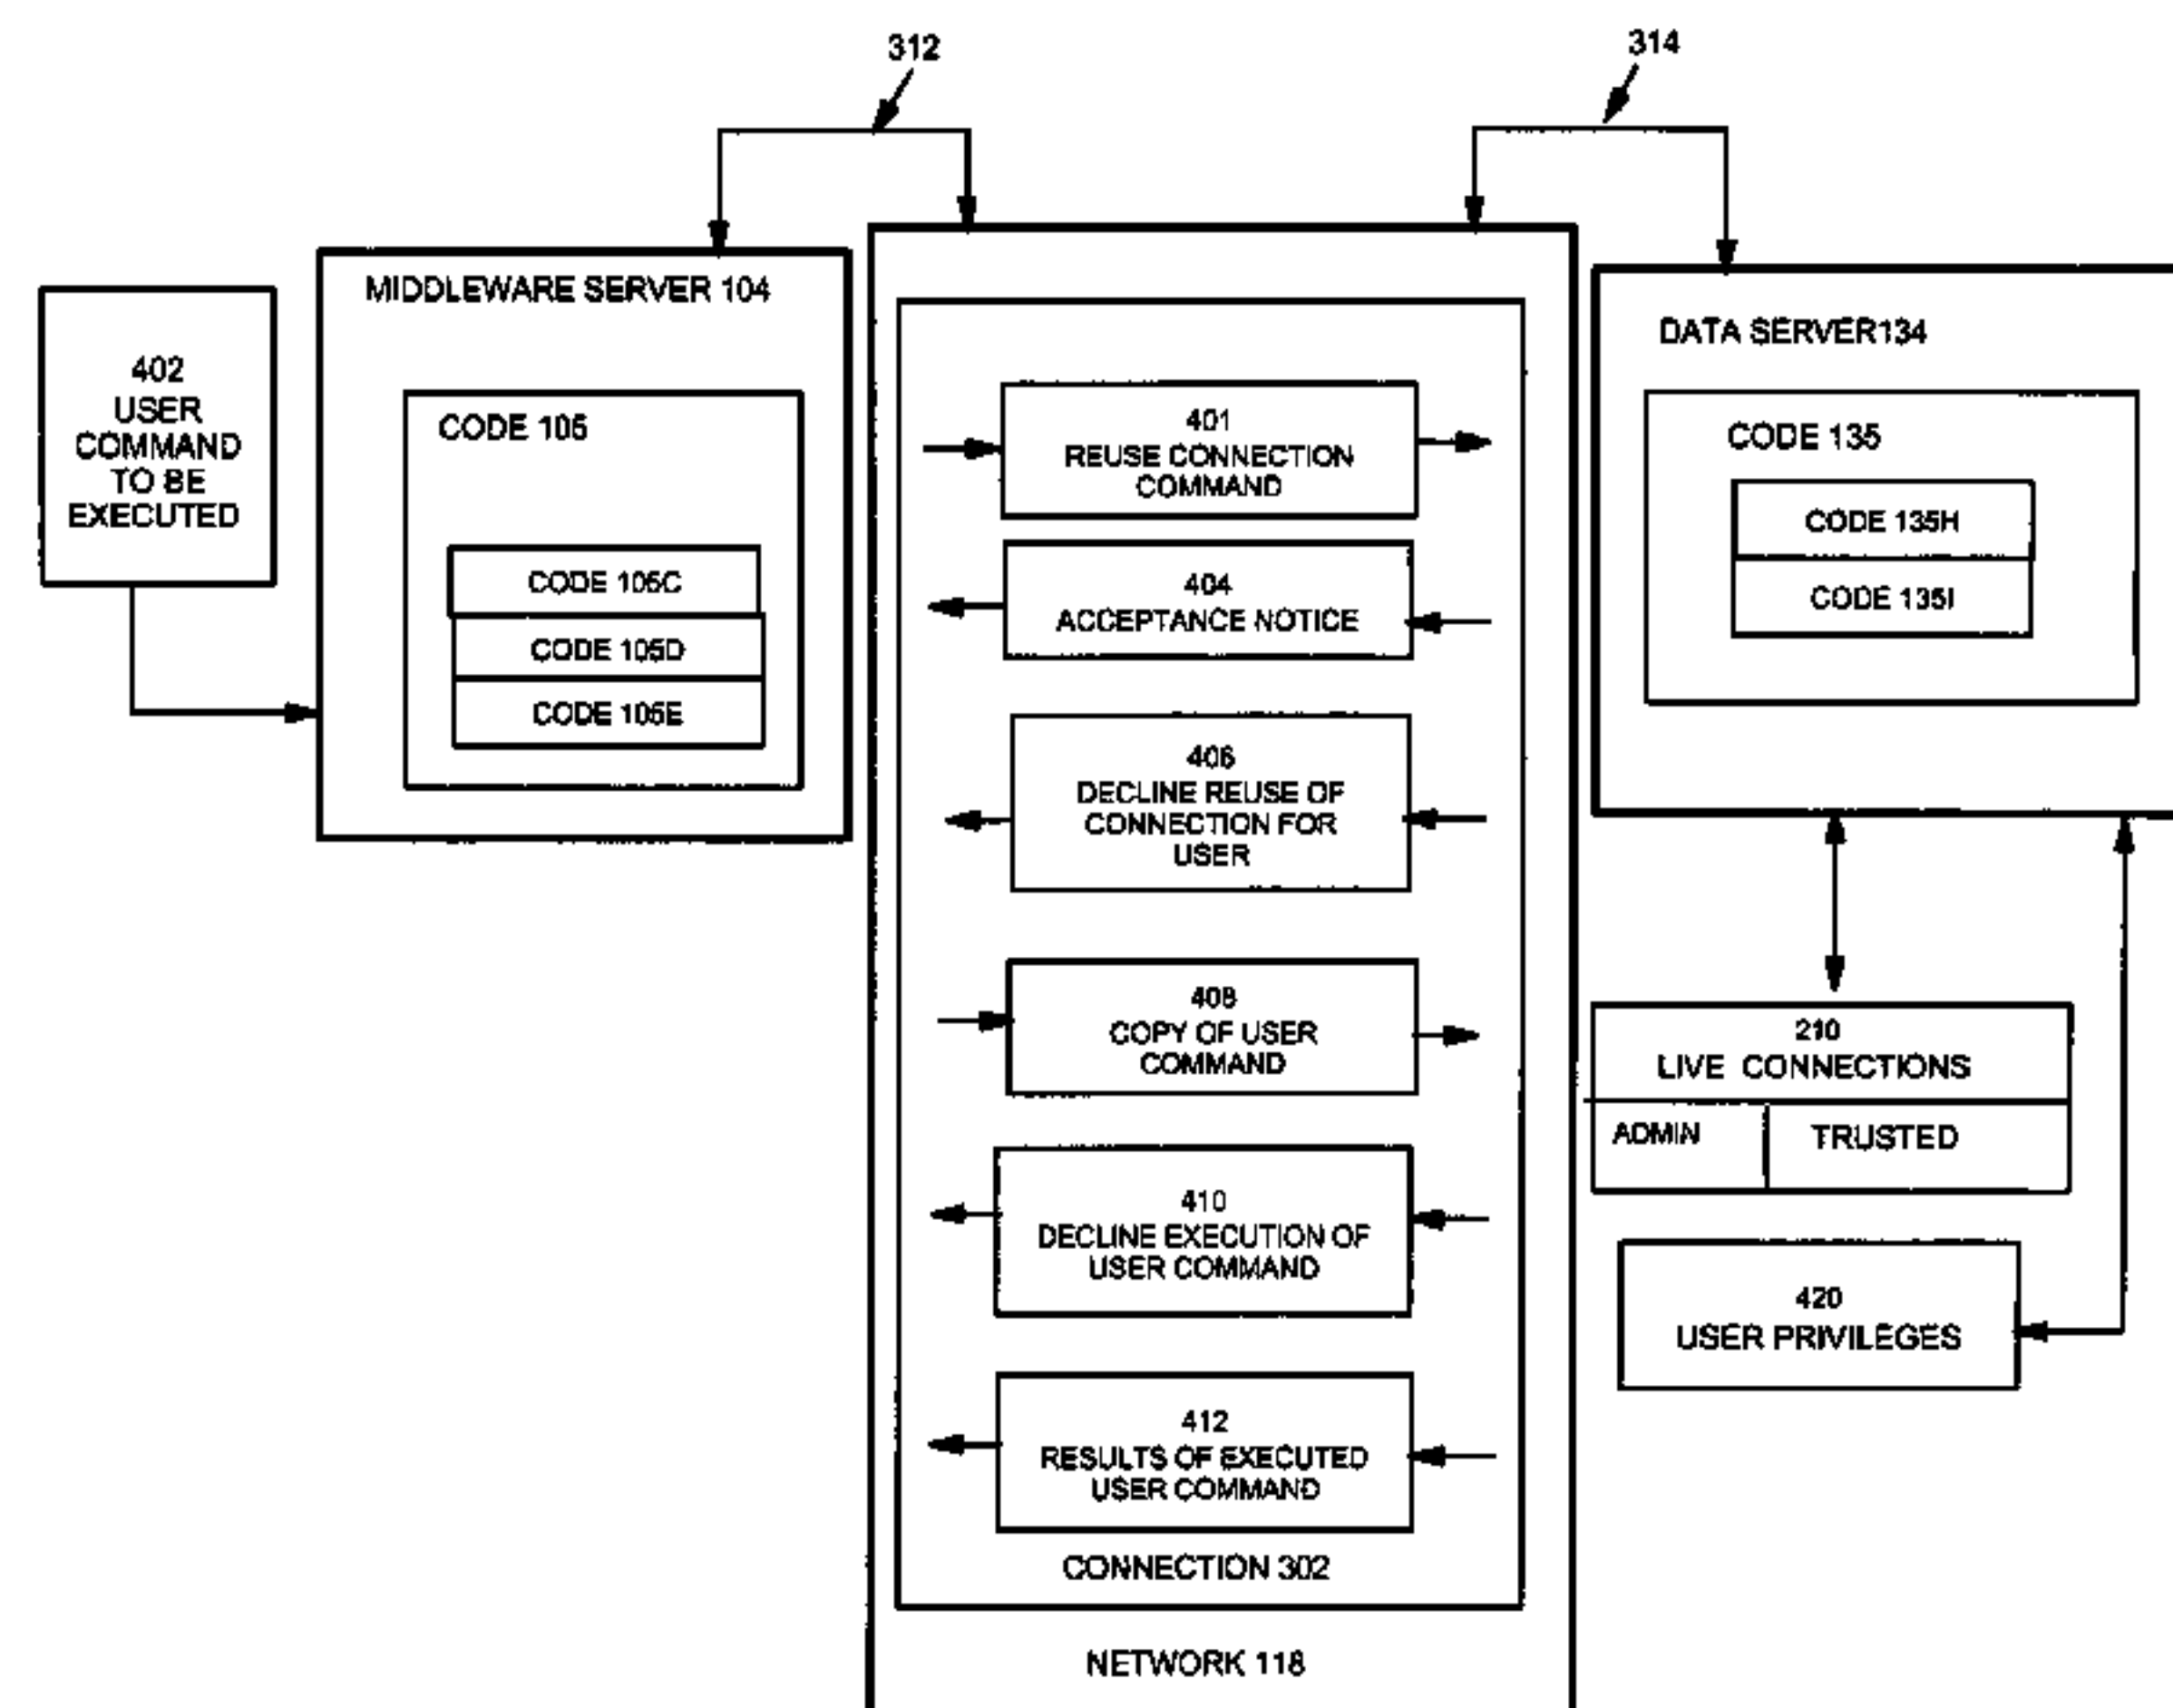 312
314
402
USER
COMMAND
TO BE
EXECUTED
MIDDLEWARE SERVER 104
CODE 105
CODE 105C
CODE 105D
CODE 105E
401
REUSE CONNECTION
COMMAND
404
ACCEPTANCE NOTICE
406
DECLINE REUSE OF
CONNECTION FOR
USER
408
COPY OF USER
COMMAND
410
DECLINE EXECUTION OF
USER COMMAND
412
RESULTS OF EXECUTED
USER COMMAND
CONNECTION 302
NETWORK 118
DATA SERVER134
CODE 135
CODE 135H
CODE 135I
210
LIVE CONNECTIONS
ADMIN
TRUSTED
420
USER PRIVILEGES